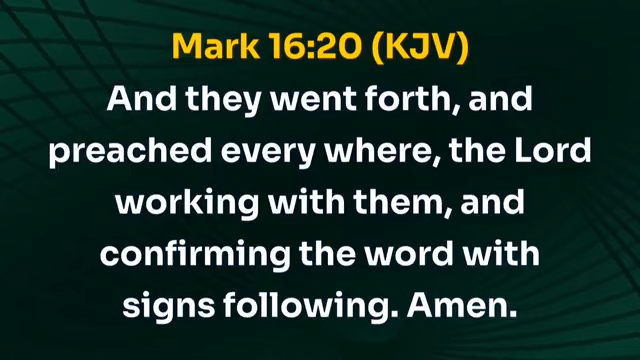 Mark 16:20 (KJV)
And they went forth, and
preached every where, the Lord
working with them, and
confirming the word with
signs following. Amen.